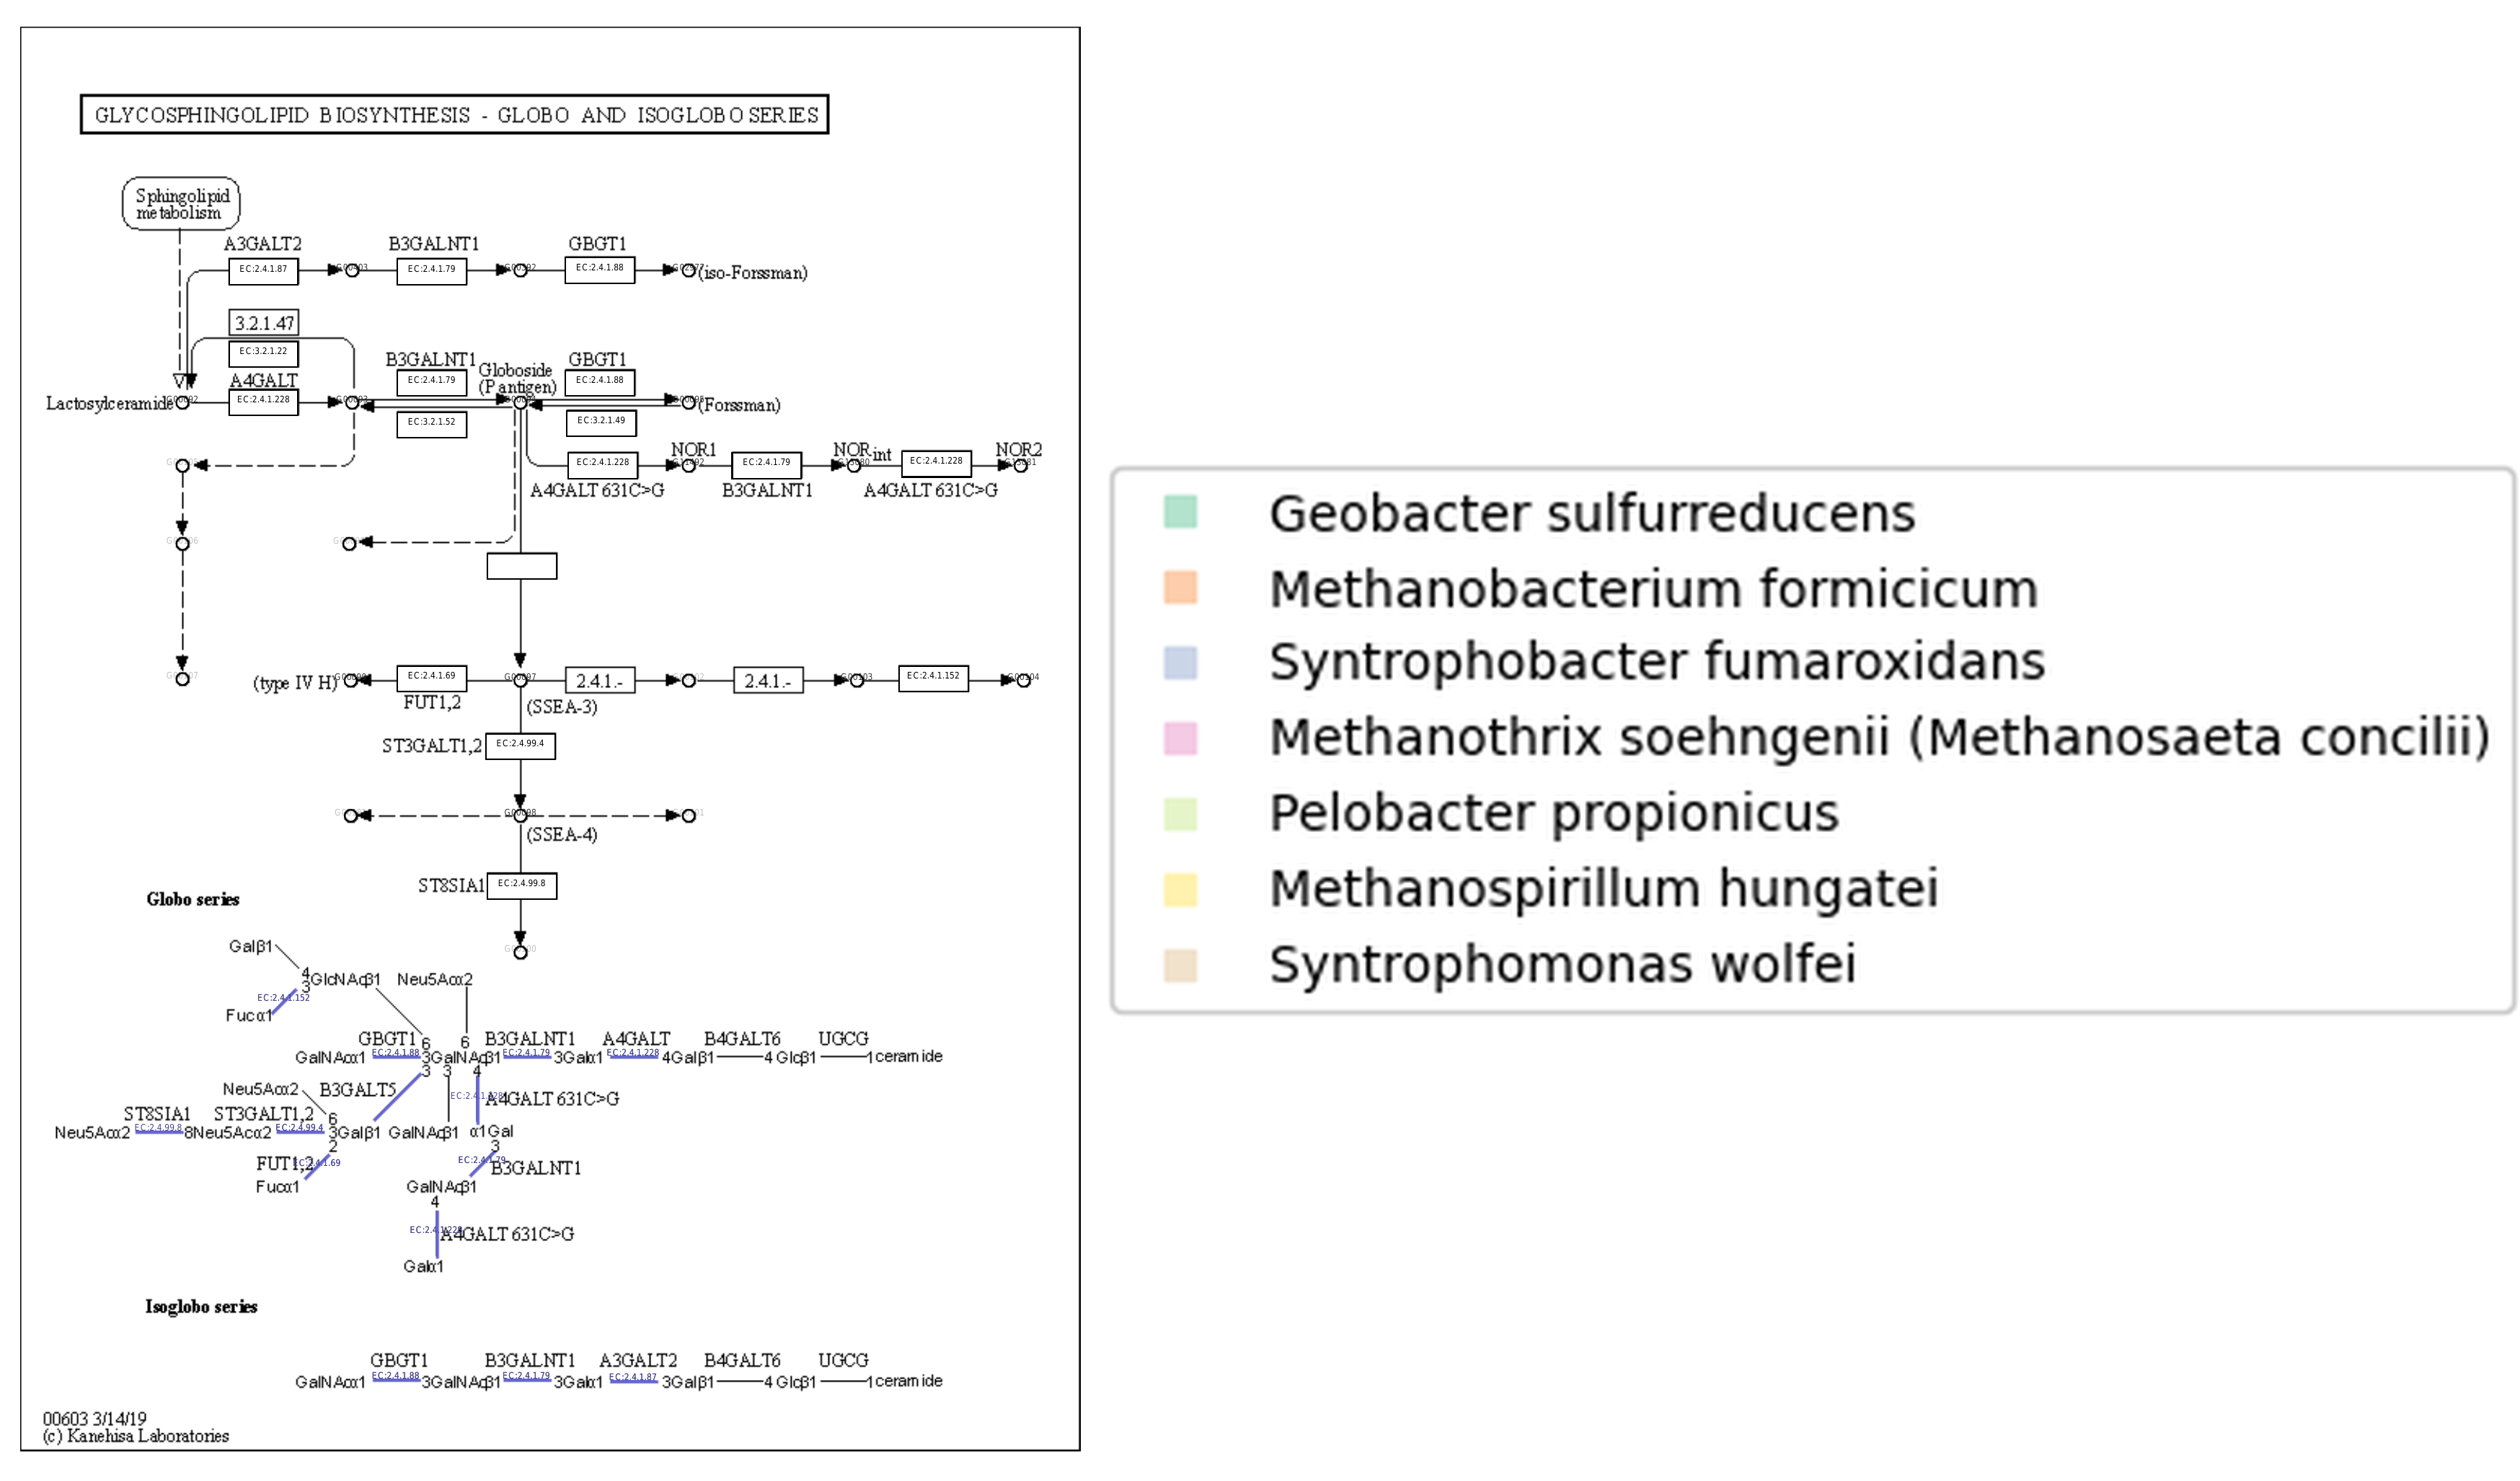 GLYCOSPHINGOLIPID BIOSYNTHESIS - GLOBO AND ISOGLOBO SERIES
Sphingolipid
metabolism
A3GALT2 B3GALNT1 GBGT1
EC:2.4.1.87 EC:2.4.1.79 EC:2.4.1.88 (iso-Forssman)
3.2.1.47
EC:3.2.1.22
B3GALNT1 GBGT1
Globoside
(P antigen)
A4GALT EC:2.4.1.79 EC:2.4.1.88
Lactosylceramide EC:2.4.1.228 (Forssman)
EC:3.2.1.52 EC:3.2.1.49
NOR1 NORint NOR2
EC:2.4.1.228 EC:2.4.1.79 EC:2.4.1.228
A4GALT 631C>G B3GALNT1 A4GALT 631C>G
(type IV H) EC:2.4.1.69 G00097 2.4.1.- 2.4.1.- EC:2.4.1.152
FUT1,2 (SSEA-3)
ST3GALT1,2 EC:2.4.99.4
G00098
(SSEA-4)
ST8SIA1 EC:2.4.99.8
Globo series
Galβ1
4 GlcNAcβ1 Neu5Acα2
3
EC:2.4.1.152
Fucα1
GBGT1 6 6 B3GALNT1 A4GALT B4GALT6 UGCG
GalNAcα1 EC:2.4.1.88 3GalNAcβ1 EC:2.4.1.79 3Galα1 EC:2.4.1.228 4Galβ1 4 Glcβ1 1ceramide
3 3 4
Neu5Acα2 B3GALT5 EC:2.4.1.228 A4GALT 631C>G
ST8SIA1 ST3GALT1,2 6
Neu5Acα2 EC:2.4.99.8 8Neu5Acα2 EC:2.4.99.4 3Galβ1 GalNAcβ1 α1Gal
2 3
FUT1,2 EC:2.4.1.69 EC:2.4.1.79 B3GALNT1
Fucα1 GalNAcβ1
4
EC:2.4.1.228 A4GALT 631C>G
Galα1
Isoglobo series
GBGT1 B3GALNT1 A3GALT2 B4GALT6 UGCG
GalNAcα1 EC:2.4.1.88 3GalNAcβ1 EC:2.4.1.79 3Galα1 EC:2.4.1.87 3Galβ1 4 Glcβ1 1ceramide
00603 3/14/19
(c) Kanehisa Laboratories
Geobacter sulfurreducens
Methanobacterium formicicum
Syntrophobacter fumaroxidans
Methanothrix soehngenii (Methanosaeta concilii)
Pelobacter propionicus
Methanospirillum hungatei
Syntrophomonas wolfei